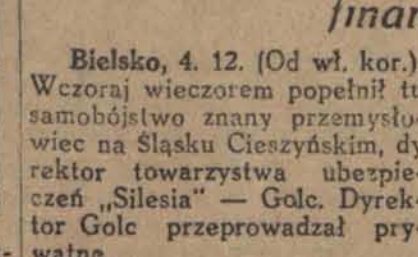 finan
Bielsko, 4. 12. (Od wł. kor.)
Wczoraj wieczorem popełnił tu
samobójstwo znany przemysło-
wiec na Śląsku Cieszyńskim, dy
rektor towarzystwa ubezpie-
czeń „Silesia" — Golc. Dyrek-
tor Golc przeprowadzał pry-
watne